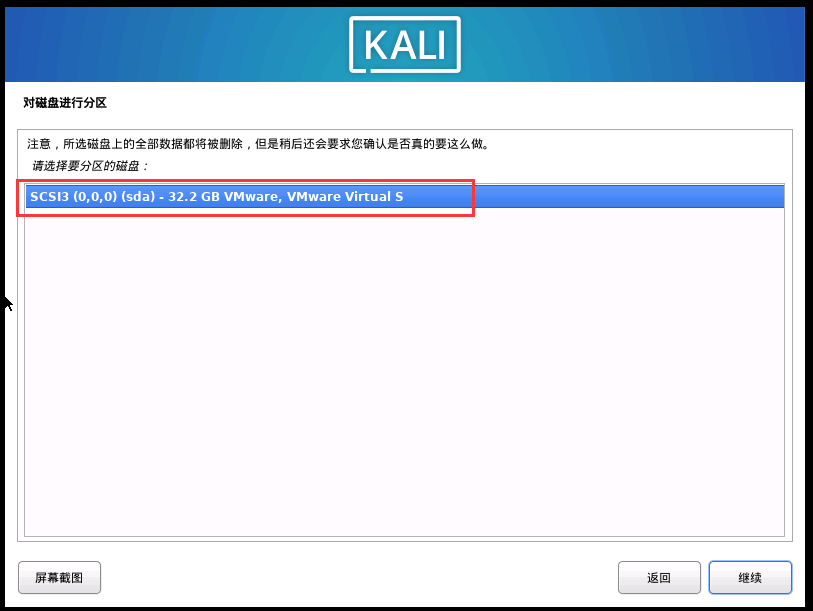 KALI
对磁盘进行分区
注意，所选磁盘上的全部数据都将被删除，但是稍后还会要求您确认是否真的要这么做。
请选择要分区的磁盘：
SCSI3 (0,0,0) (sda) - 32.2 GB VMware, VMware Virtual S
屏幕截图
返回
继续